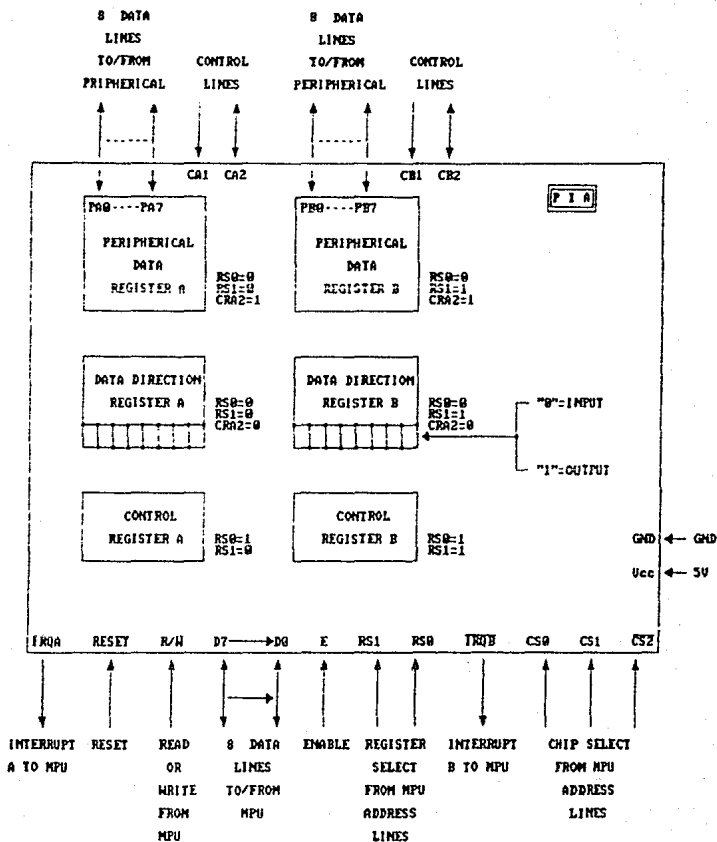 8 DATA
LINES
TO/FROM
PRIPHERICAL
CONTROL
LINES
8 DATA
LINES
TO/FROM
PERIPHERICAL
CONTROL
LINES
CA1 CA2
CB1 CB2
PIA
PA0----PA7
PERIPHERICAL
DATA
REGISTER A
RS0=0
RS1=0
CRA2=1
PB0----PB7
PERIPHERICAL
DATA
REGISTER B
RS0=0
RS1=1
CRA2=1
DATA DIRECTION
REGISTER A
RS0=0
RS1=0
CRA2=0
DATA DIRECTION
REGISTER B
RS0=0
RS1=1
CRA2=0
"0"=INPUT
"1"=OUTPUT
CONTROL
REGISTER A
RS0=1
RS1=0
CONTROL
REGISTER B
RS0=1
RS1=1
GND GND
Vcc 5V
IRQA RESET R/W D7 D0 E RS1 RS0 IRQB CS0 CS1 CS2
INTERRUPT
A TO MPU
RESET
READ
OR
WRITE
FROM
MPU
8 DATA
LINES
TO/FROM
MPU
ENABLE
REGISTER
SELECT
FROM MPU
ADDRESS
LINES
INTERRUPT
B TO MPU
CHIP SELECT
FROM MPU
ADDRESS
LINES